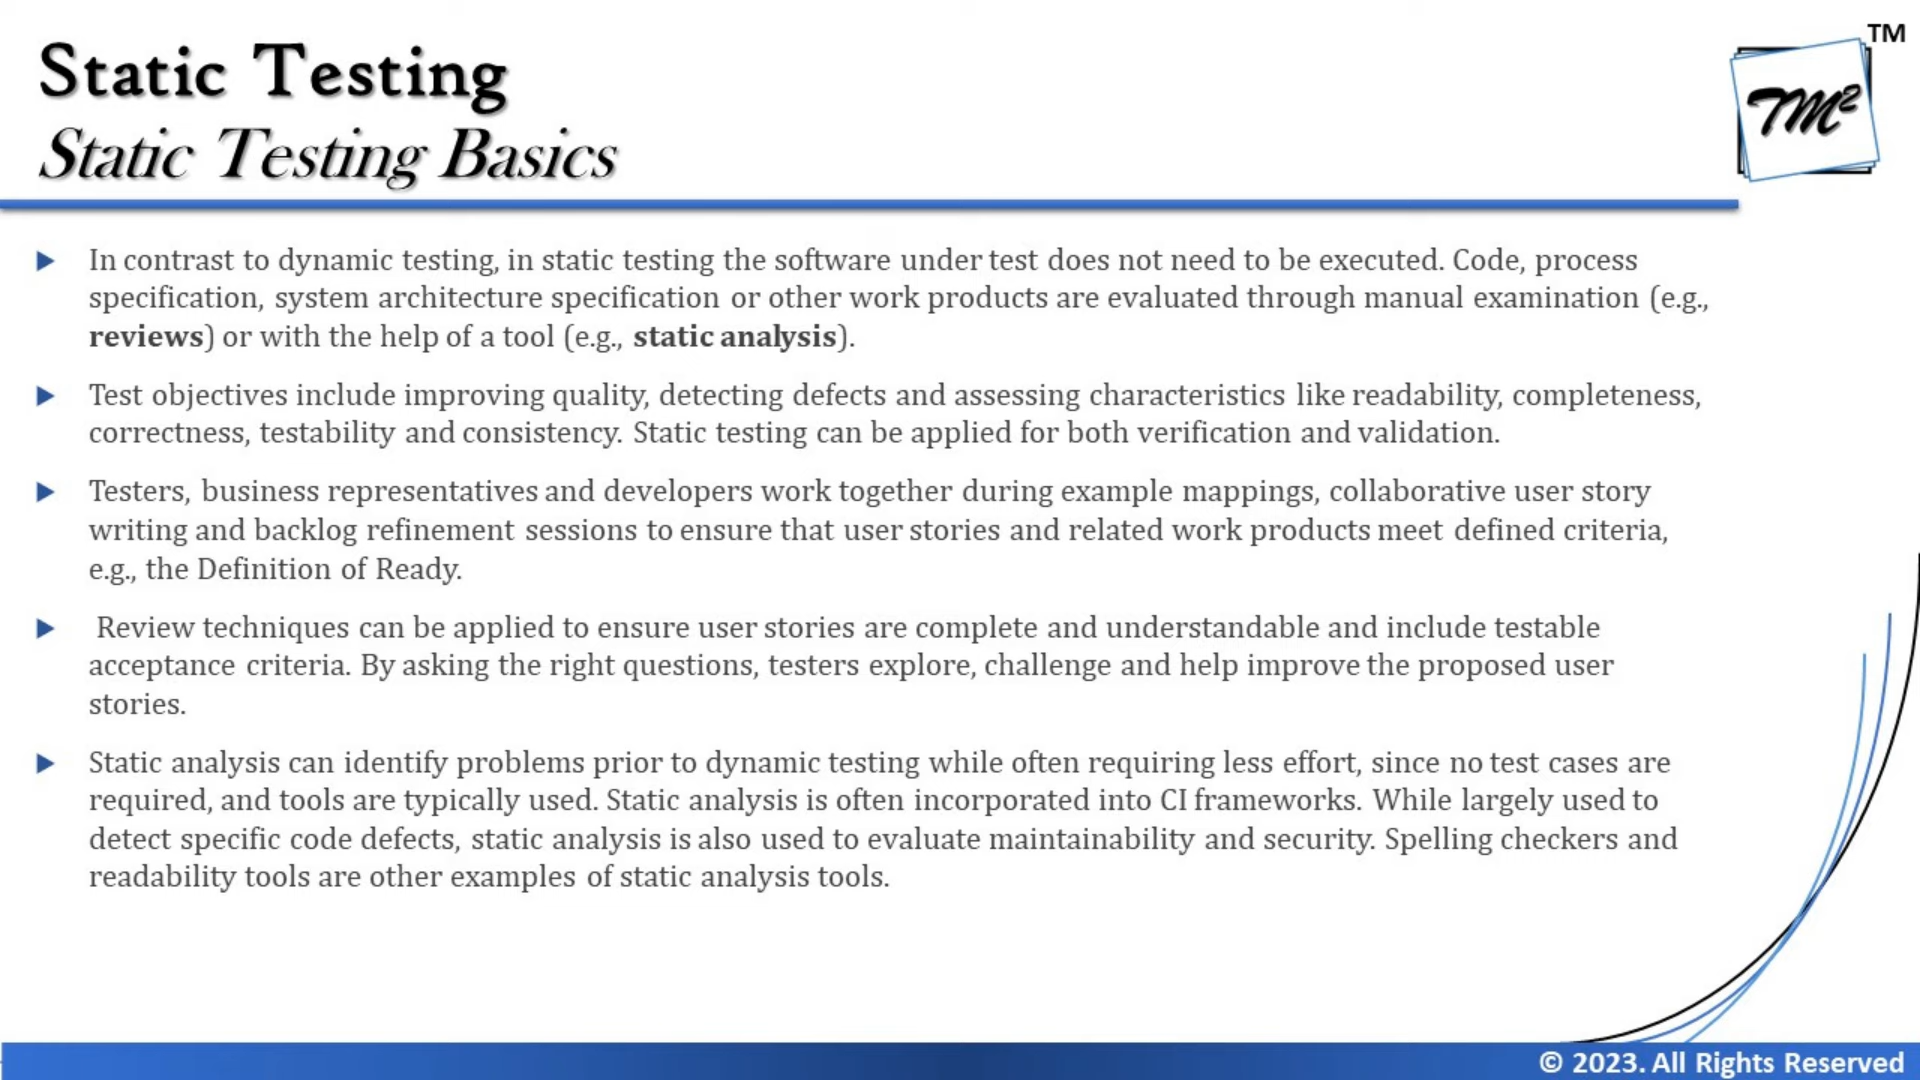 Static Testing
Static Testing Basics
TM
TM²
In contrast to dynamic testing, in static testing the software under test does not need to be executed. Code, process
specification, system architecture specification or other work products are evaluated through manual examination (e.g.,
reviews) or with the help of a tool (e.g., static analysis).
Test objectives include improving quality, detecting defects and assessing characteristics like readability, completeness,
correctness, testability and consistency. Static testing can be applied for both verification and validation.
Testers, business representatives and developers work together during example mappings, collaborative user story
writing and backlog refinement sessions to ensure that user stories and related work products meet defined criteria,
e.g., the Definition of Ready.
Review techniques can be applied to ensure user stories are complete and understandable and include testable
acceptance criteria. By asking the right questions, testers explore, challenge and help improve the proposed user
stories.
Static analysis can identify problems prior to dynamic testing while often requiring less effort, since no test cases are
required, and tools are typically used. Static analysis is often incorporated into CI frameworks. While largely used to
detect specific code defects, static analysis is also used to evaluate maintainability and security. Spelling checkers and
readability tools are other examples of static analysis tools.
© 2023. All Rights Reserved